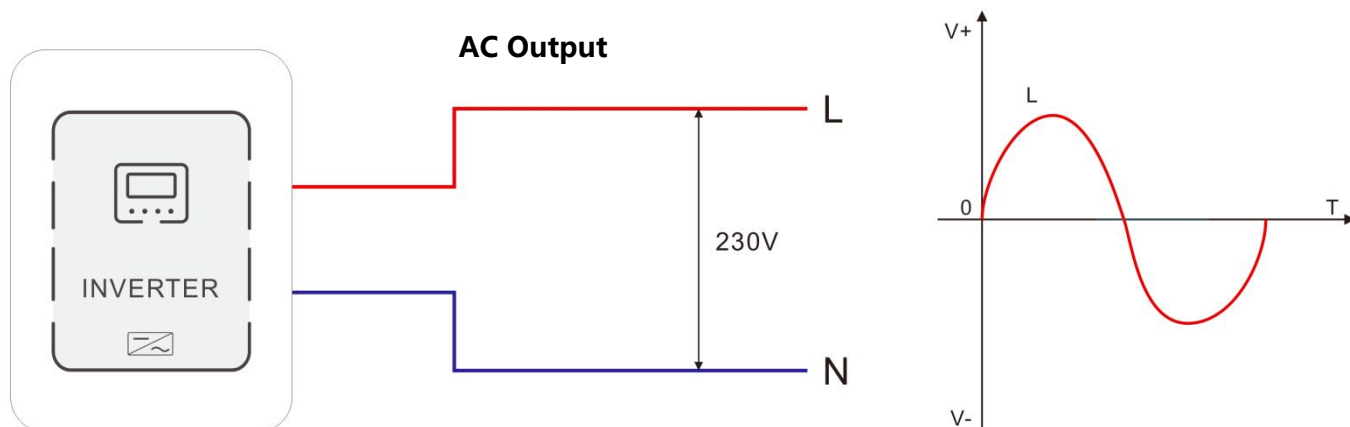 AC Output
L
230V
INVERTER
N
V+
L
0
T
V-